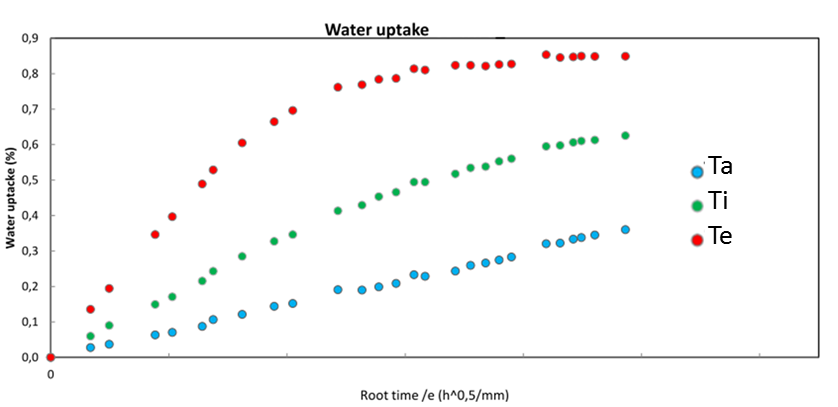 Water uptake
0,9
0,8
0,7
0,6
0,5
0,4
0,3
0,2
0,1
0,0
Water uptacke (%)
0
Root time /e (h^0,5/mm)
Ta
Ti
Te